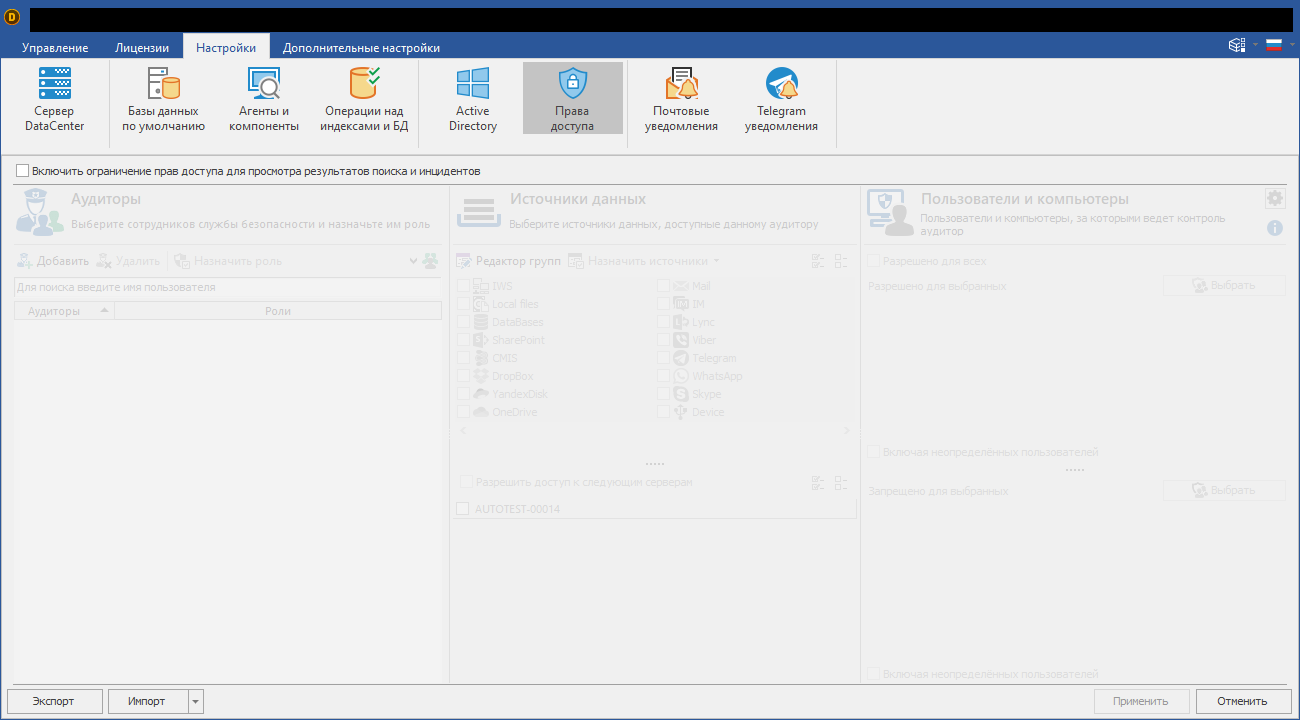 D
Управление Лицензии Настройки Дополнительные настройки
Сервер DataCenter
Базы данных по умолчанию
Агенты и компоненты
Операции над индексами и БД
Active Directory
Права доступа
Почтовые уведомления
Telegram уведомления
Включить ограничение прав доступа для просмотра результатов поиска и инцидентов
Аудиторы
Выберите сотрудников службы безопасности и назначьте им роль
Добавить Удалить Назначить роль
Для поиска введите имя пользователя
Аудиторы Роли
Источники данных
Выберите источники данных, доступные данному аудитору
Редактор групп Назначить источники
IWS Mail
Local files IM
DataBases Lync
SharePoint Viber
CMIS Telegram
DropBox WhatsApp
YandexDisk Skype
OneDrive Device
Разрешить доступ к следующим серверам
AUTOTEST-00014
Пользователи и компьютеры
Пользователи и компьютеры, за которыми ведет контроль
аудитор
Разрешено для всех
Разрешено для выбранных Выбрать
Включая неопределённых пользователей
Запрещено для выбранных Выбрать
Включая неопределённых пользователей
Экспорт Импорт Применить Отменить